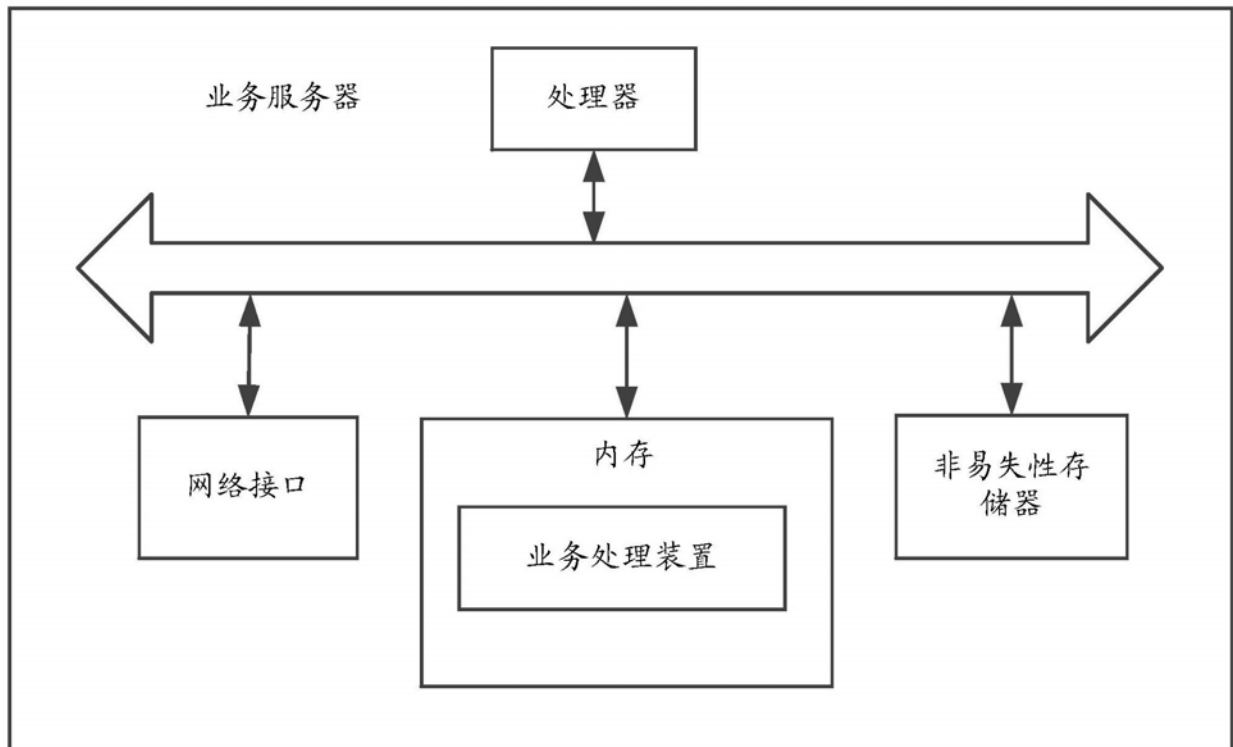 业务服务器
处理器
网络接口
内存
业务处理装置
非易失性存
储器